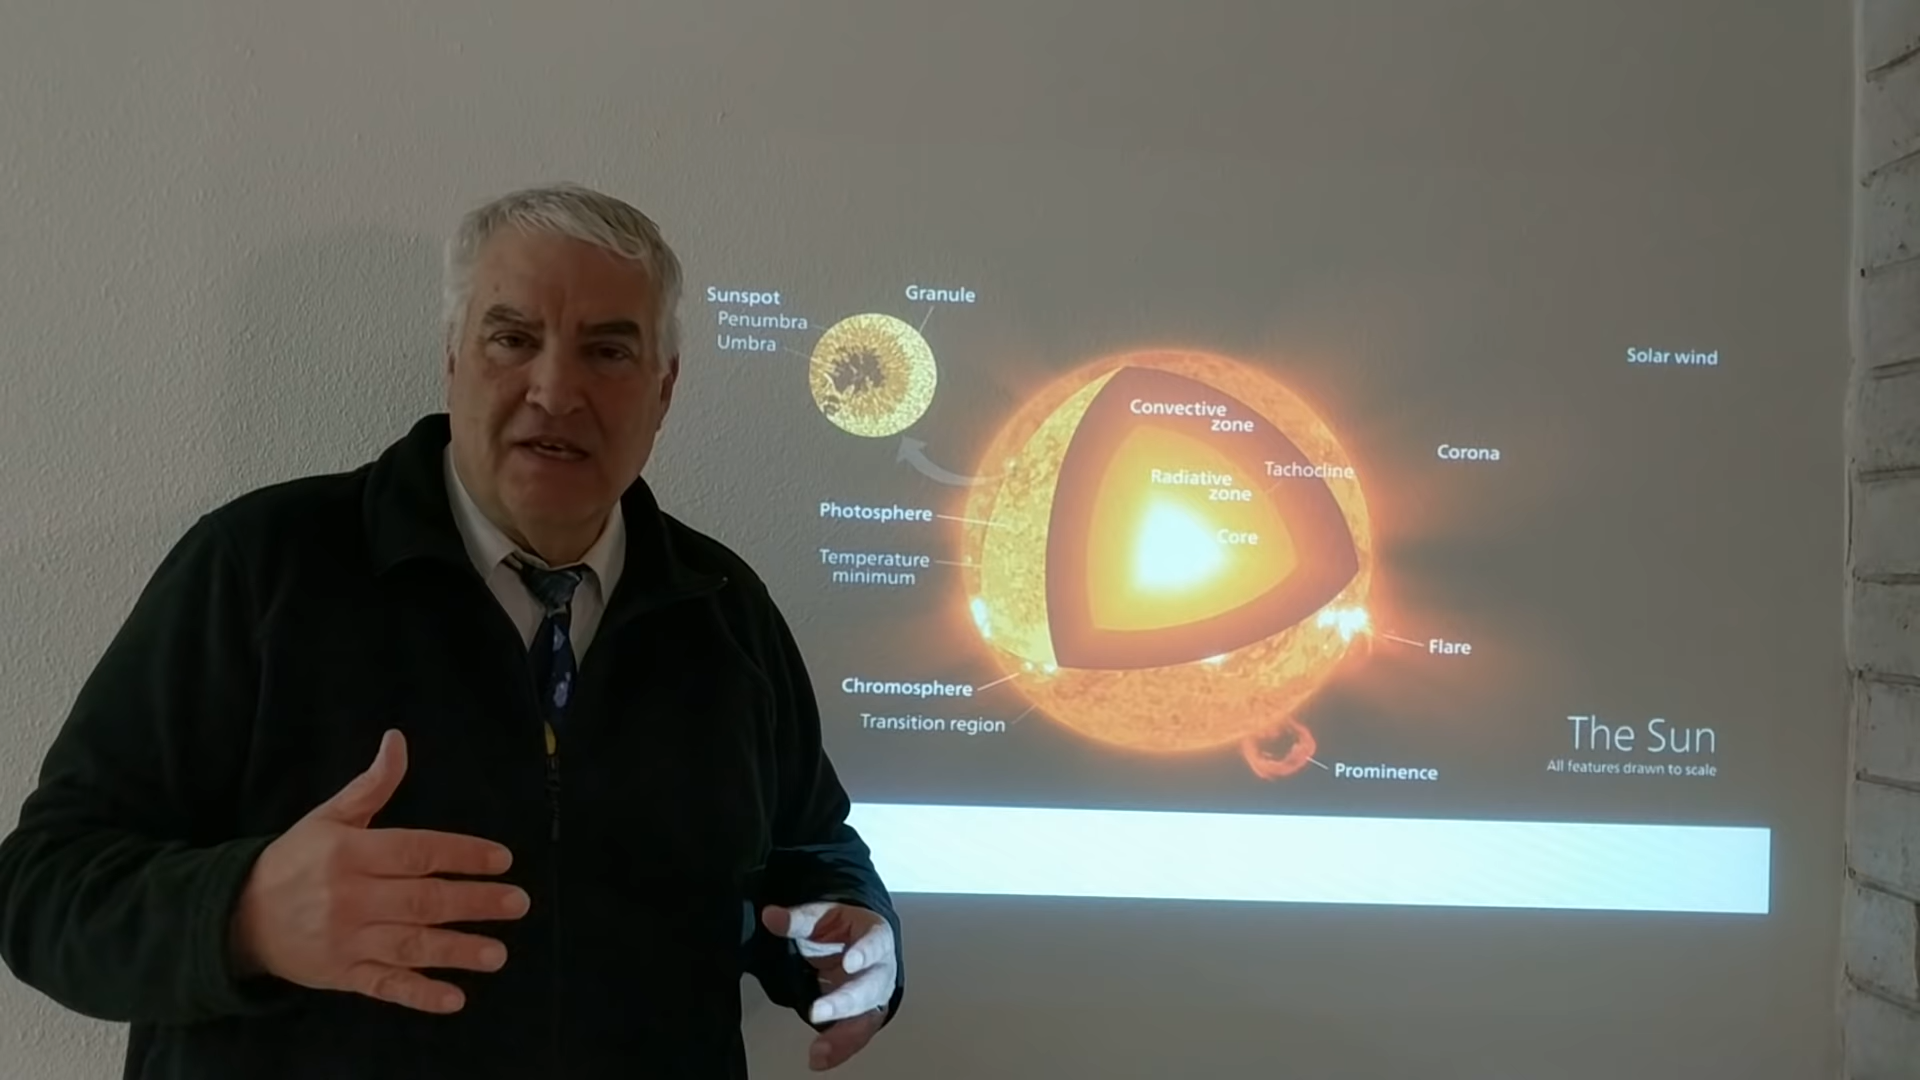 Sunspot
Penumbra
Umbra
Granule
Solar wind
Convective
zone
Corona
Radiative
zone
Tachocline
Core
Photosphere
Temperature
minimum
Flare
Chromosphere
Transition region
The Sun
All features drawn to scale
Prominence